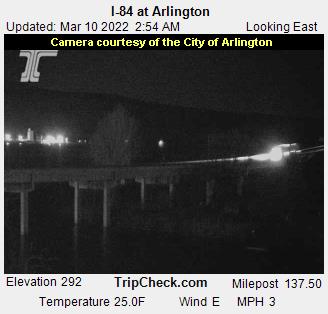 I-84 at Arlington
Updated: Mar 10 2022 2:54 AM Looking East
Camera courtesy of the City of Arlington
Elevation 292 TripCheck.com Milepost 137.50
Temperature 25.0F Wind E MPH 3